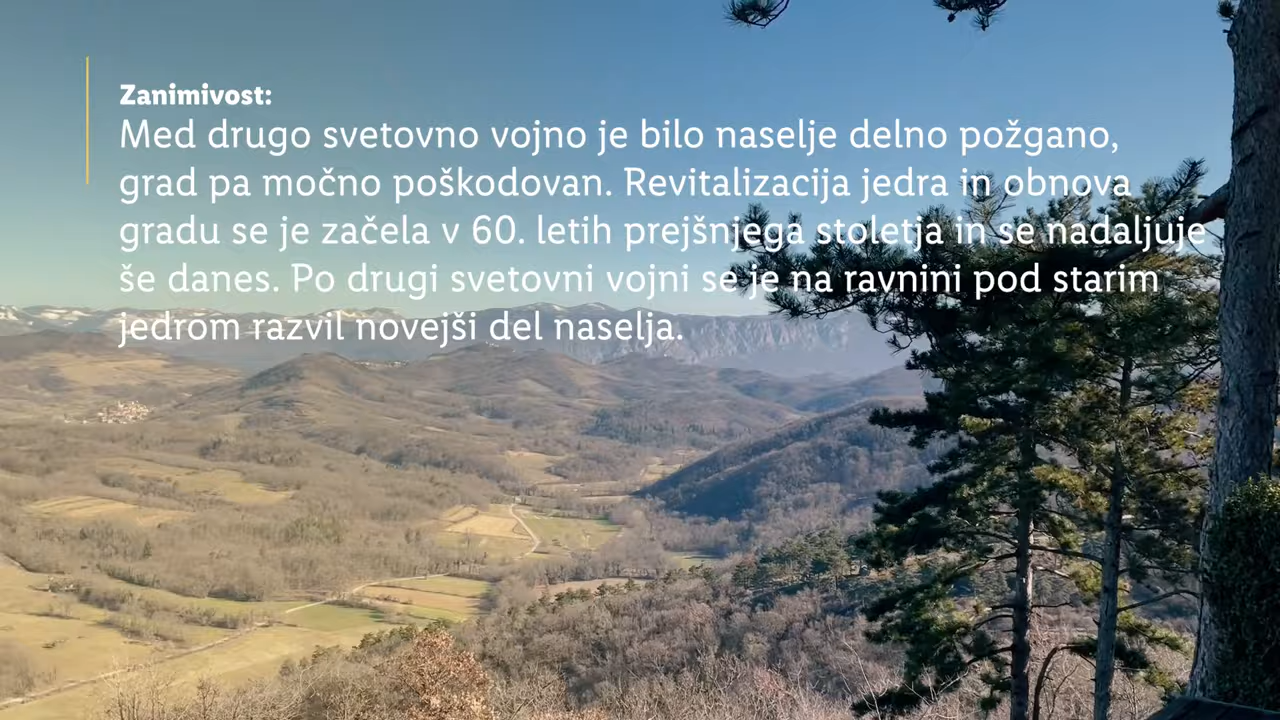 Zanimivost:
Med drugo svetovno vojno je bilo naselje delno požgano,
grad pa močno poškodovan. Revitalizacija jedra in obnova
gradu se je začela v 60. letih prejšnjega stoletja in se nadaljuje
še danes. Po drugi svetovni vojni se je na ravnini pod starim
jedrom razvil novejši del naselja.